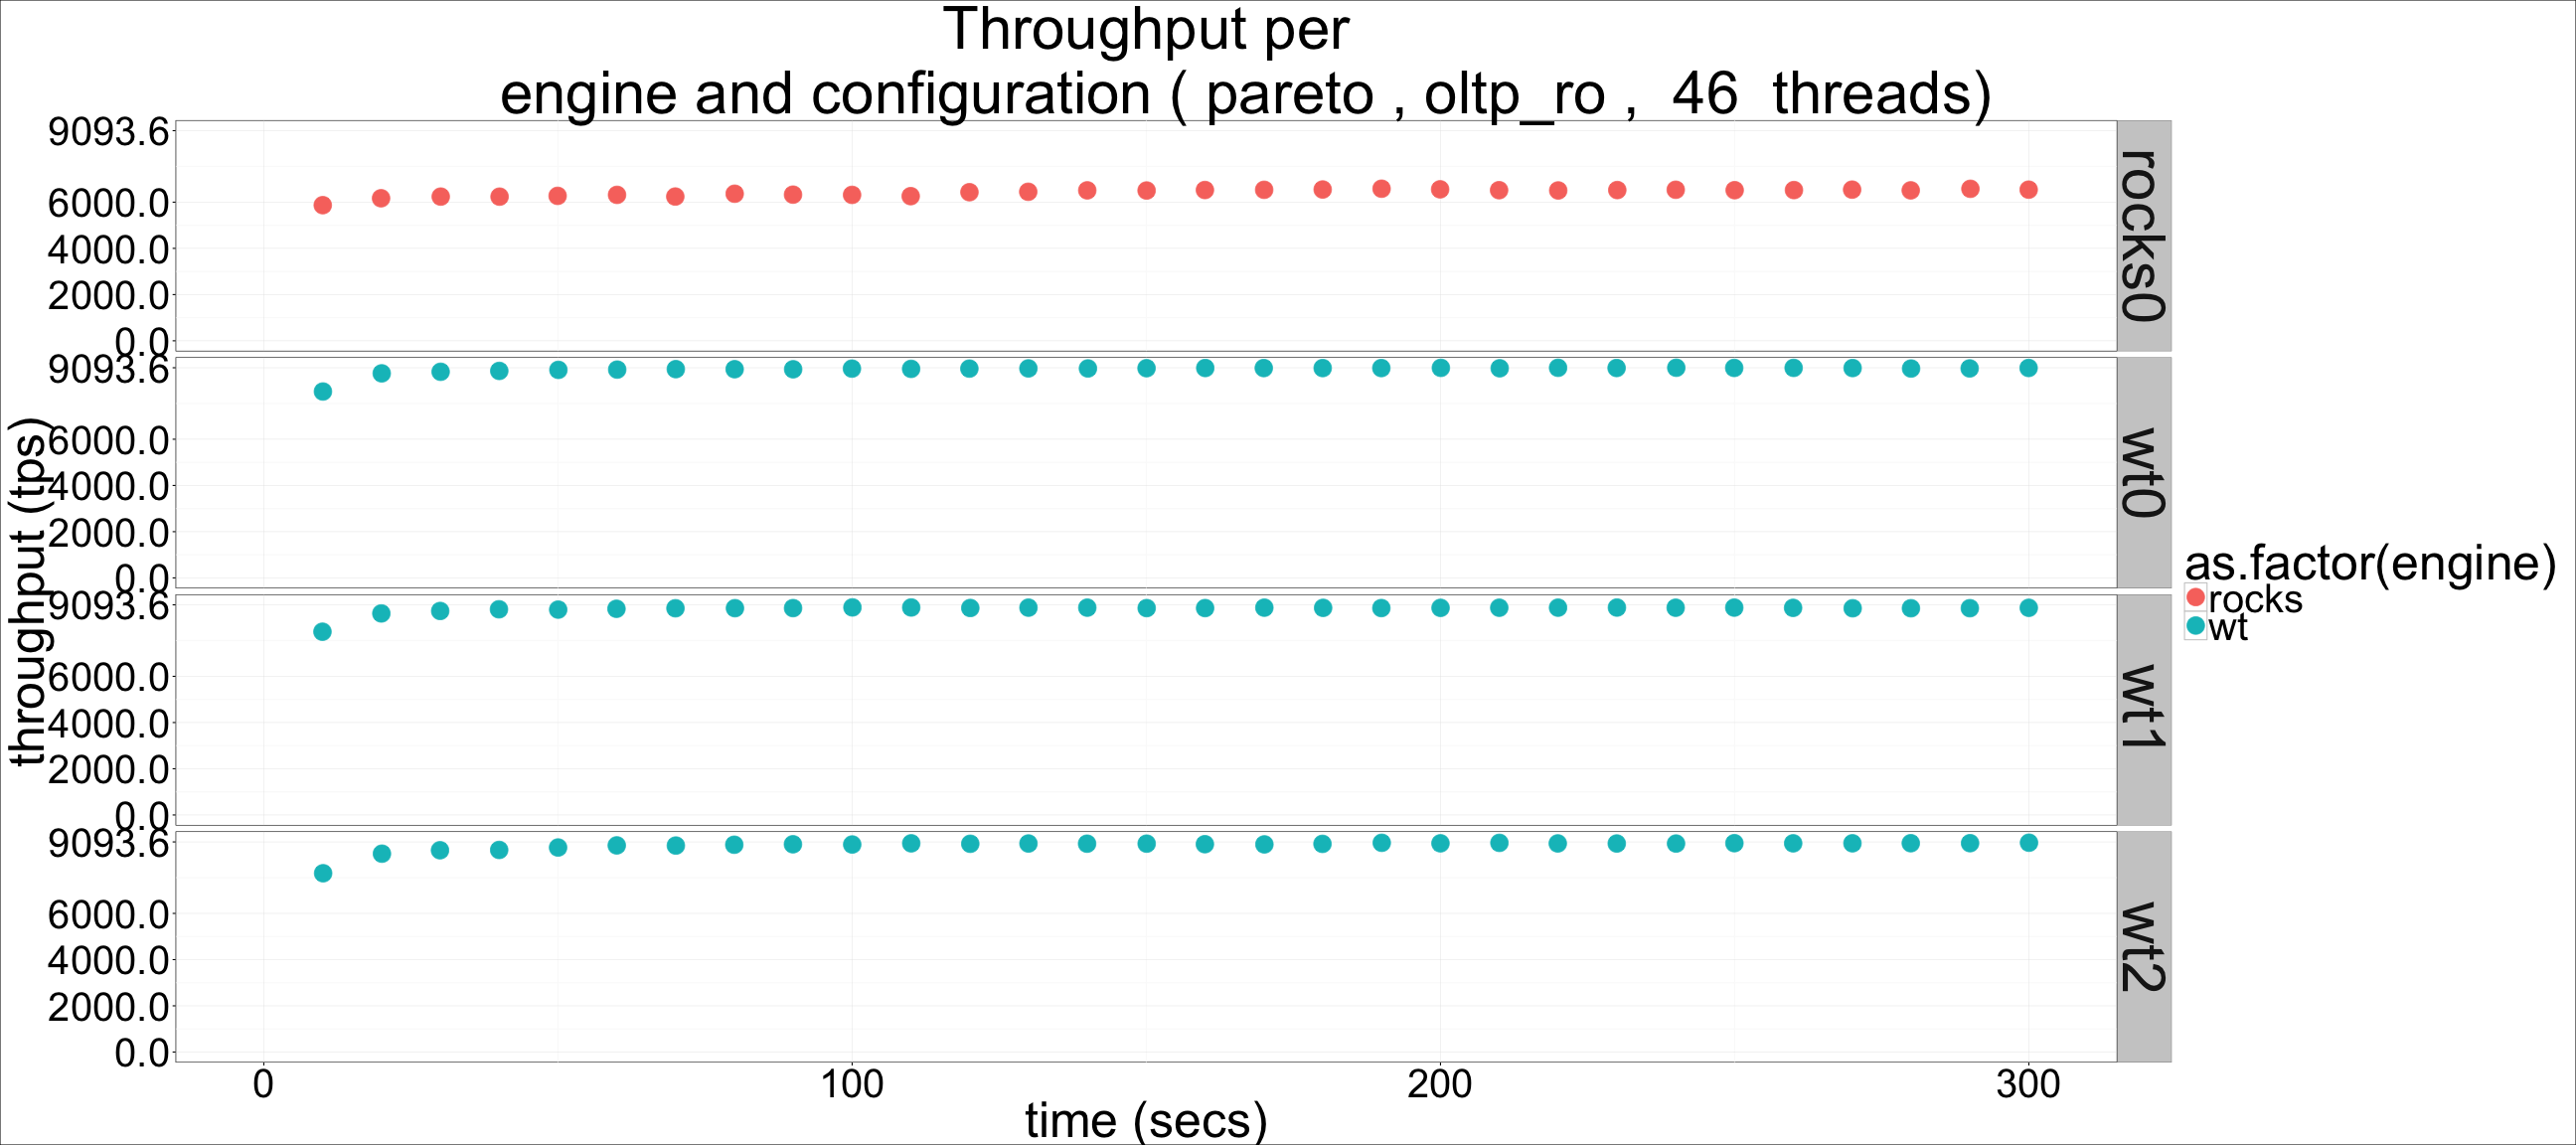 Throughput per
engine and configuration ( pareto , oltp_ro ,  46  threads)
throughput (tps)
9093.6
6000.0
4000.0
2000.0
0.0
rocks0
9093.6
6000.0
4000.0
2000.0
0.0
wt0
9093.6
6000.0
4000.0
2000.0
0.0
wt1
9093.6
6000.0
4000.0
2000.0
0.0
wt2
0 100 200 300
time (secs)
as.factor(engine)
rocks
wt